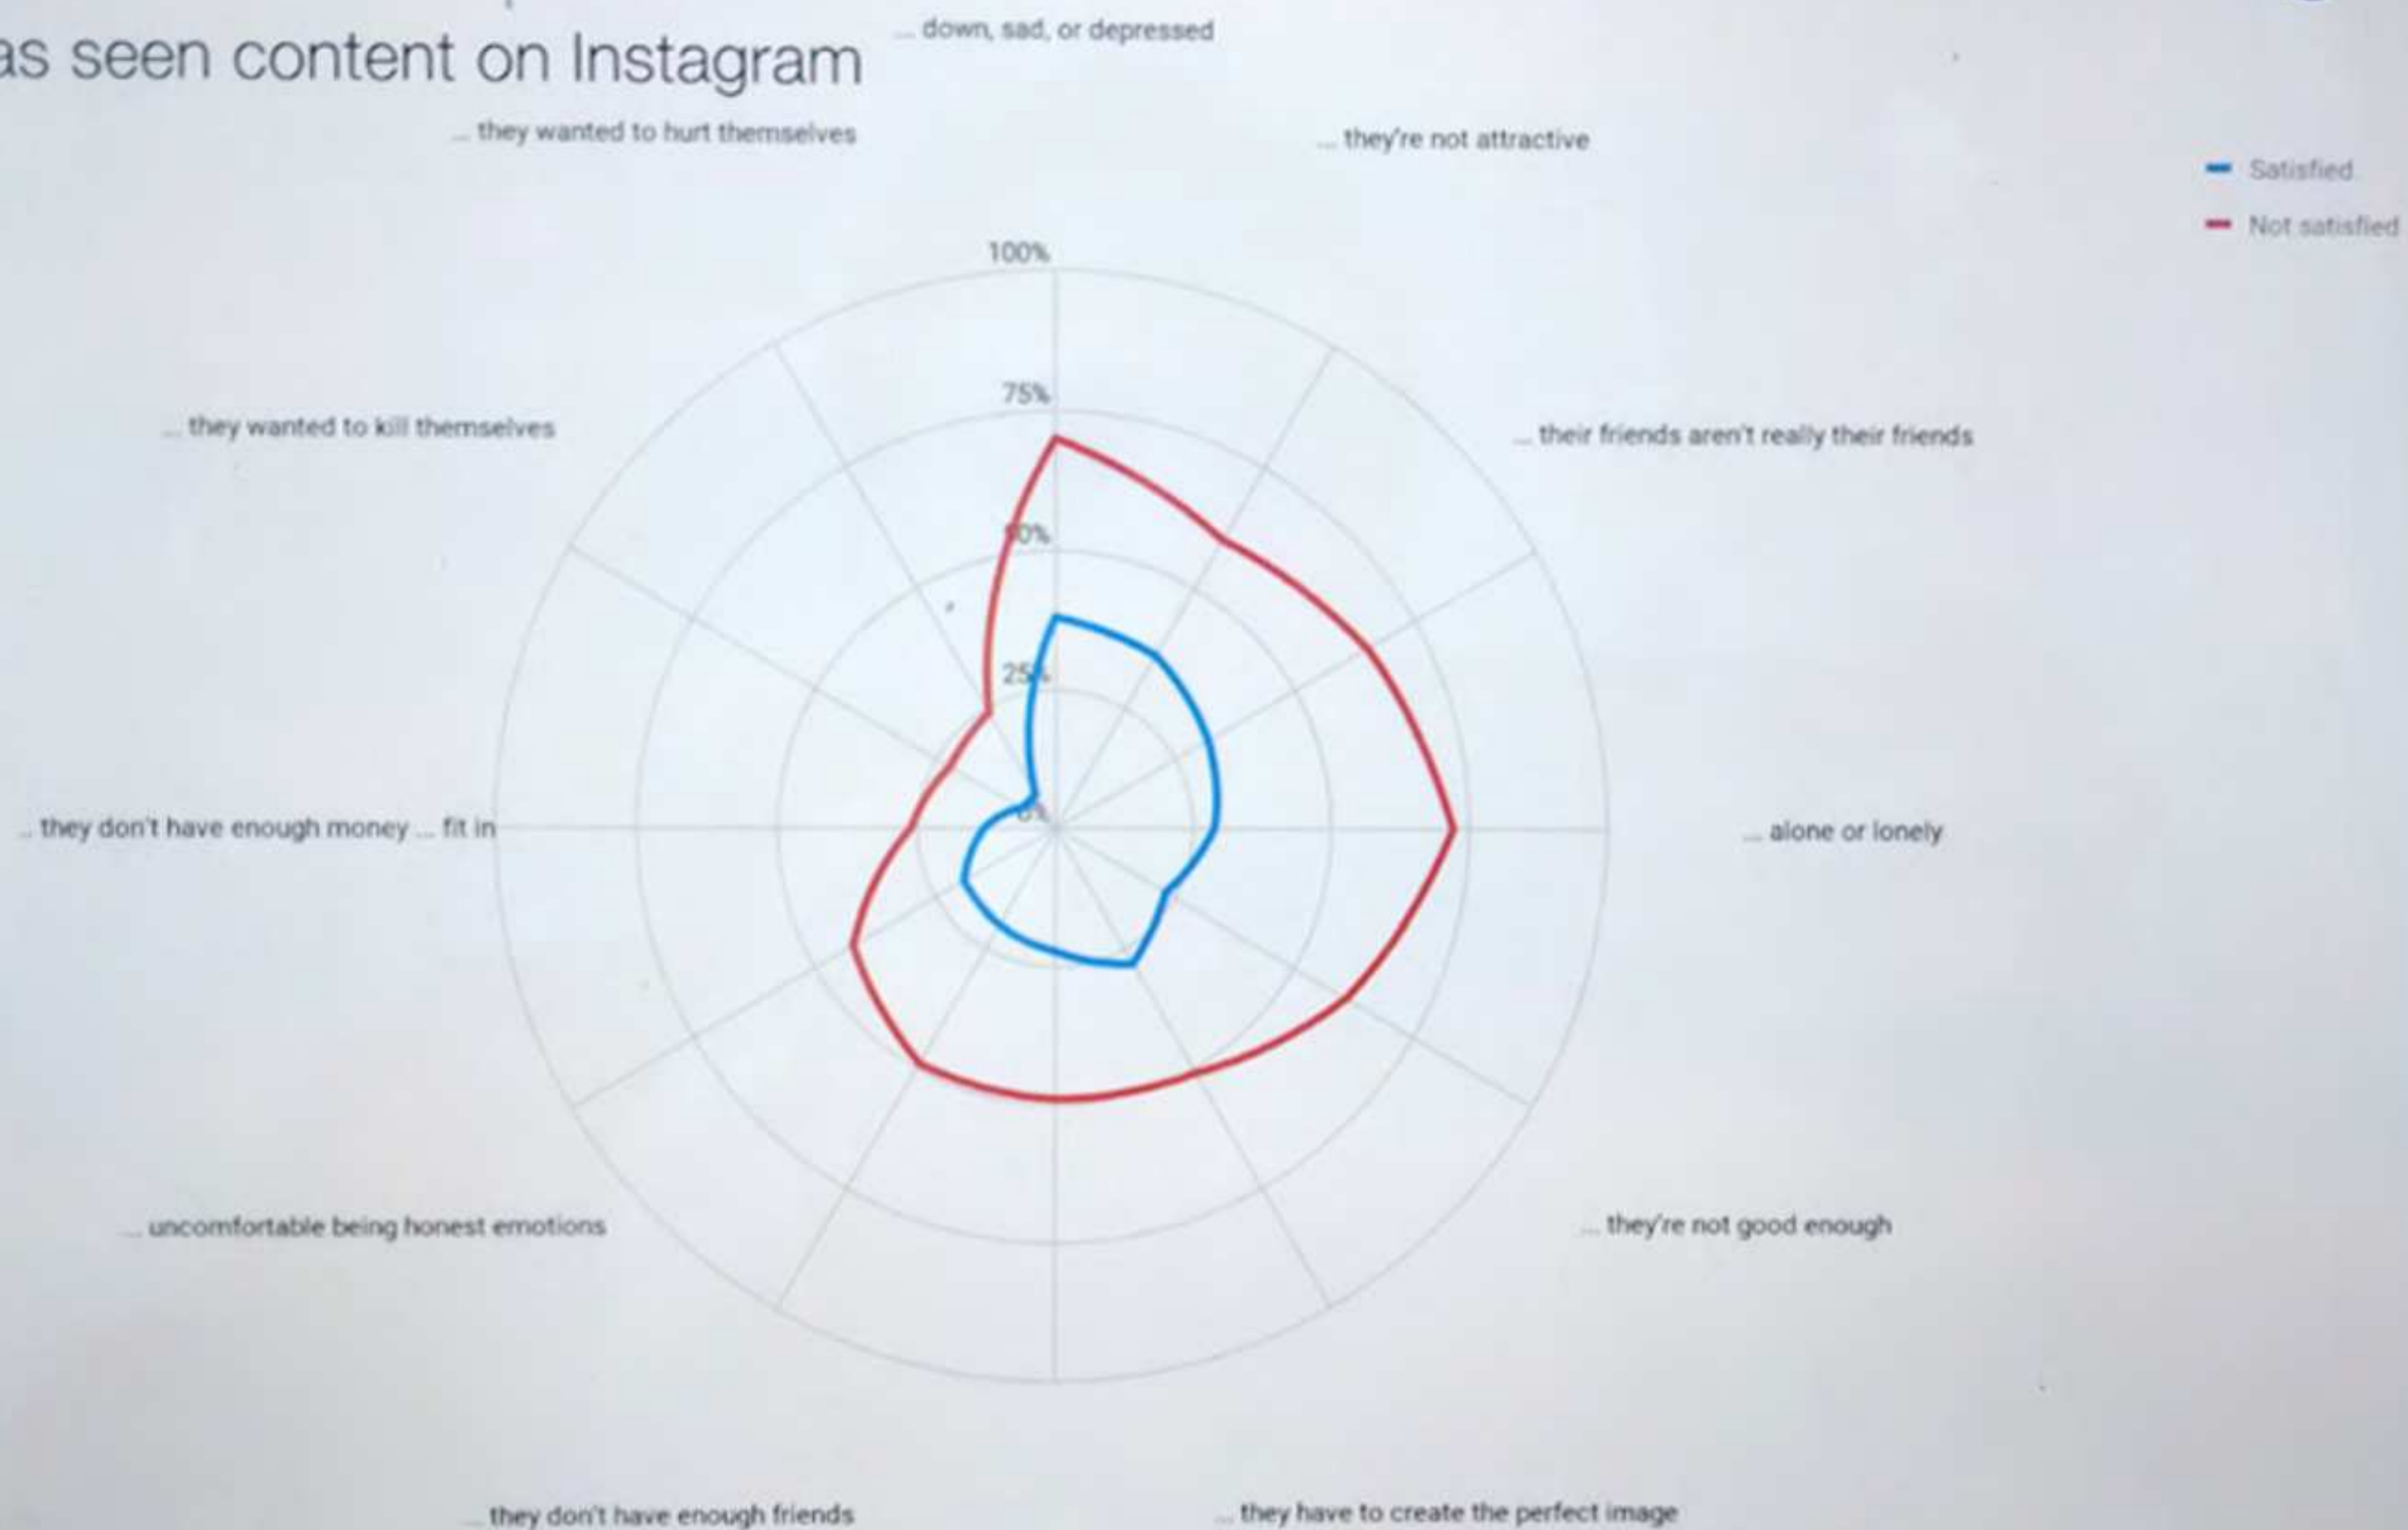 as seen content on Instagram
... down, sad, or depressed
... they wanted to hurt themselves
... they're not attractive
Satisfied
Not satisfied
100%
75%
... they wanted to kill themselves
... their friends aren't really their friends
25%
0%
... they don't have enough money ... fit in
... alone or lonely
... uncomfortable being honest emotions
... they're not good enough
... they don't have enough friends
... they have to create the perfect image